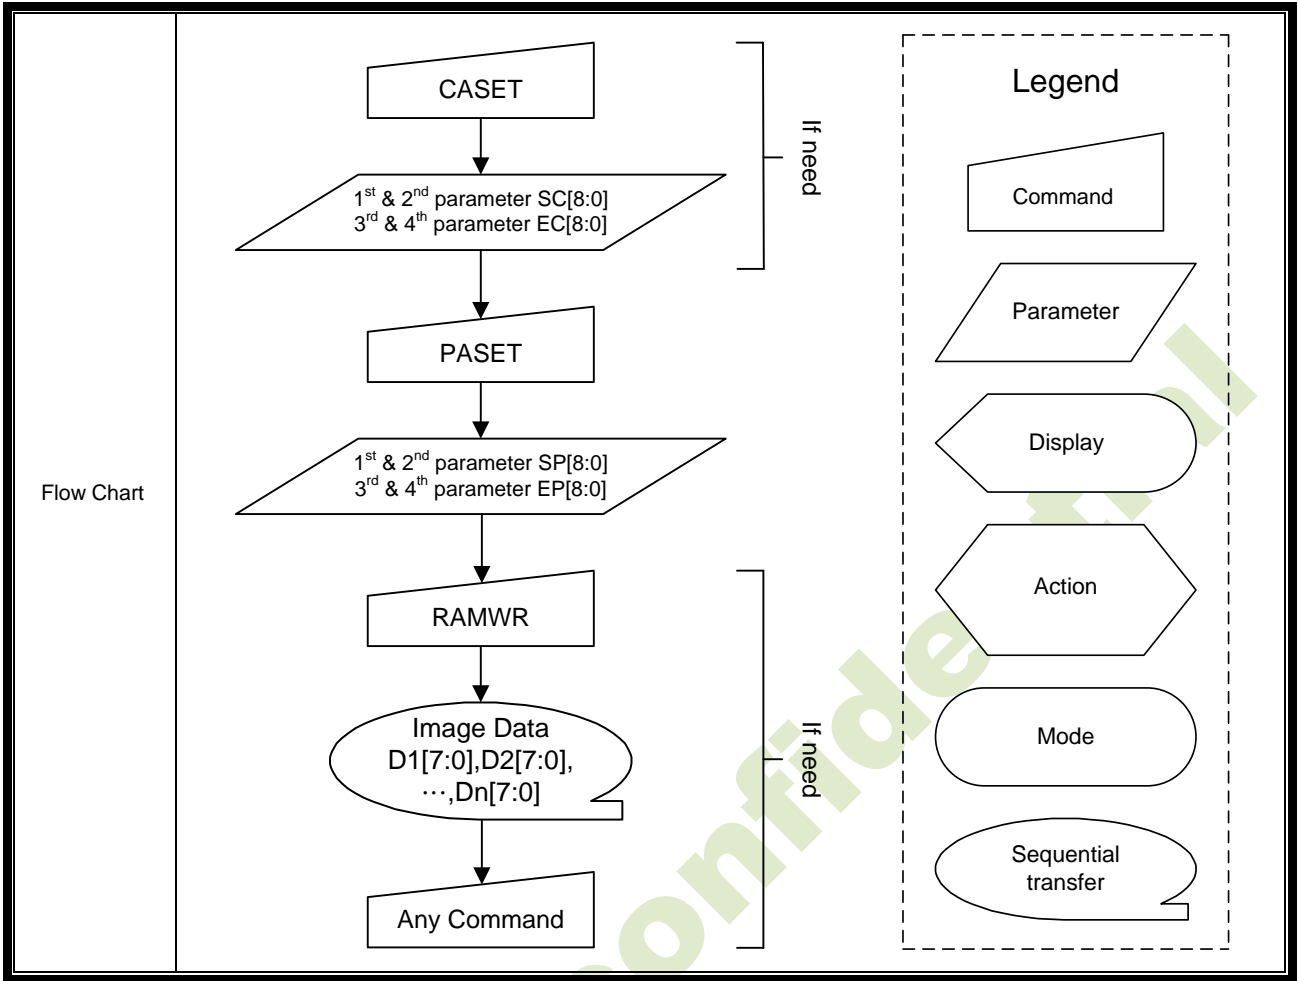 Flow Chart
CASET
1st & 2nd parameter SC[8:0]
3rd & 4th parameter EC[8:0]
If need
PASET
1st & 2nd parameter SP[8:0]
3rd & 4th parameter EP[8:0]
RAMWR
Image Data
D1[7:0],D2[7:0],
⋯,Dn[7:0]
Any Command
If need
Legend
Command
Parameter
Display
Action
Mode
Sequential
transfer